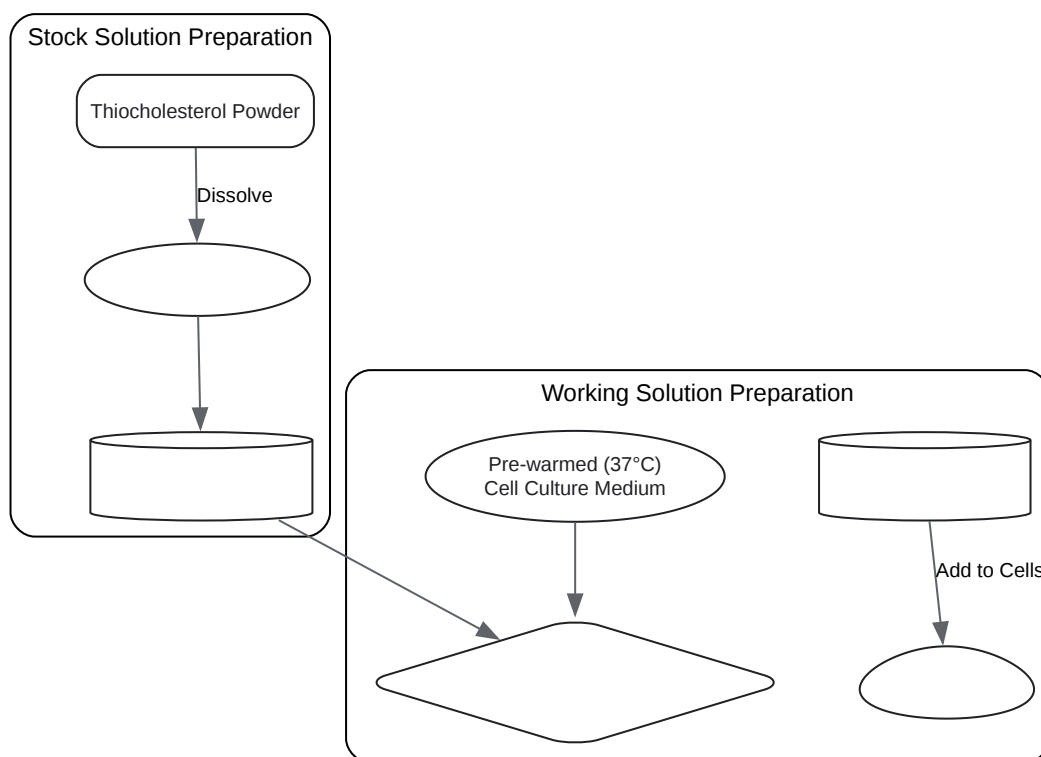 Stock Solution Preparation
Thiocholesterol Powder
Dissolve
Working Solution Preparation
Pre-warmed (37°C)
Cell Culture Medium
Add to Cells